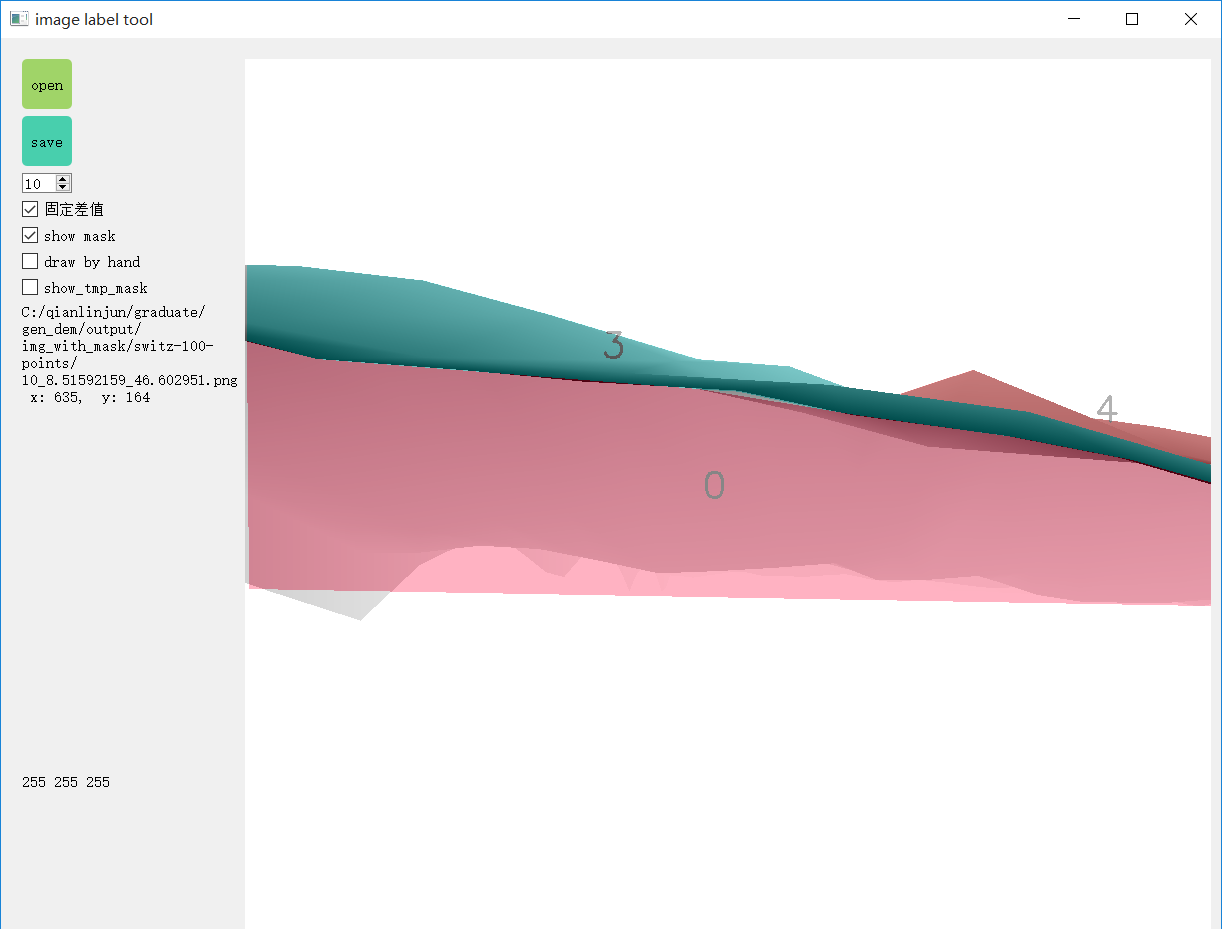 image label tool
open
save
10
固定差值
show mask
draw by hand
show_tmp_mask
C:/qianlinjun/graduate/
gen_dem/output/
img_with_mask/switz-100-
points/
10_8.51592159_46.602951.png
x: 635,  y: 164
3
4
0
255 255 255